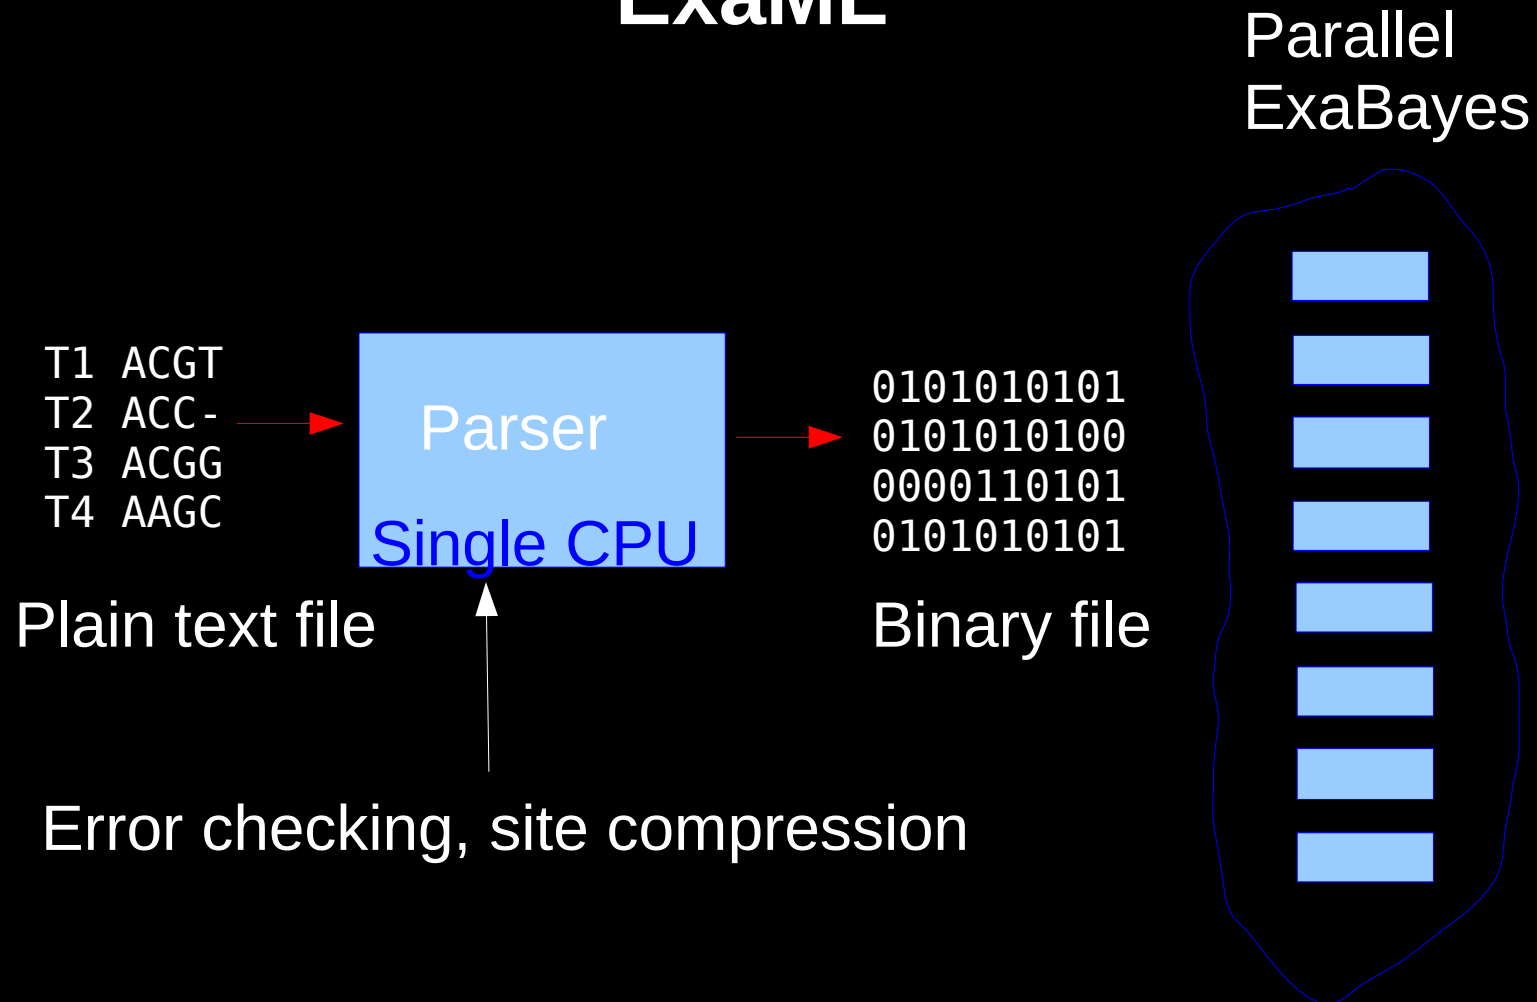 ExaML
Parallel
ExaBayes
T1 ACGT
T2 ACC-
T3 ACGG
T4 AAGC
Parser
Single CPU
0101010101
0101010100
0000110101
0101010101
Plain text file
Binary file
Error checking, site compression